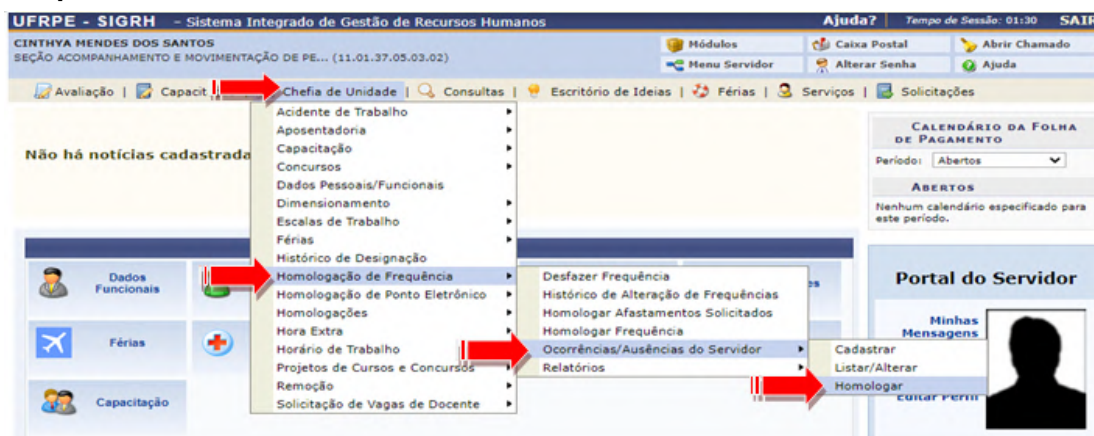 UFRPE - SIGRH - Sistema Integrado de Gestão de Recursos Humanos
Ajuda? Tempo de Sessão: 01:30 SAIR
CINTHYA MENDES DOS SANTOS
SEÇÃO ACOMPANHAMENTO E MOVIMENTAÇÃO DE PE... (11.01.37.05.03.02)
Módulos
Caixa Postal
Abrir Chamado
Menu Servidor
Alterar Senha
Ajuda
Avaliação | Capacit
Chefia de Unidade | Consultas | Escritório de Ideias | Férias | Serviços | Solicitações
Não há notícias cadastrada
Acidente de Trabalho
Aposentadoria
Capacitação
Concursos
Dados Pessoais/Funcionais
Dimensionamento
Escalas de Trabalho
Férias
Histórico de Designação
Homologação de Frequência
Homologação de Ponto Eletrônico
Homologações
Hora Extra
Horário de Trabalho
Projetos de Cursos e Concursos
Remoção
Solicitação de Vagas de Docente
Desfazer Frequência
Histórico de Alteração de Frequências
Homologar Afastamentos Solicitados
Homologar Frequência
Ocorrências/Ausências do Servidor
Relatórios
Cadastrar
Listar/Alterar
Homologar
CALENDÁRIO DA FOLHA
DE PAGAMENTO
Período: Abertos
ABERTOS
Nenhum calendário especificado para
este período.
Dados
Funcionais
Férias
Capacitação
es
Portal do Servidor
Minhas
Mensagens
Editar Perfil